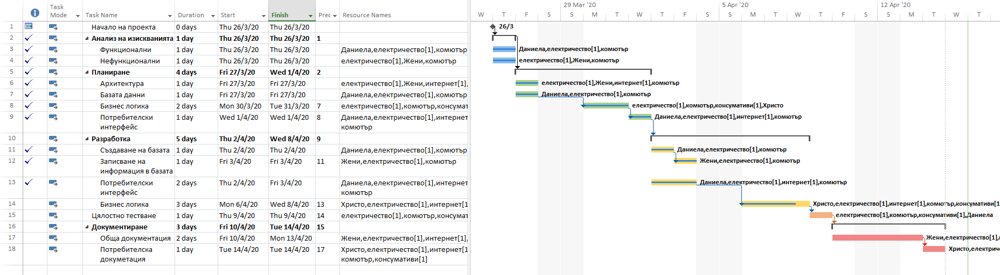 29 Mar '20 5 Apr '20 12 Apr '20
Task Mode Task Name Duration Start Finish Prec Resource Names W T F S S M T W T F S S M T W T F S S M T W T
1 Начало на проекта 0 days Thu 26/3/20 Thu 26/3/20 26/3
2 Анализ на изискванията 1 day Thu 26/3/20 Thu 26/3/20 1
3 Функционални 1 day Thu 26/3/20 Thu 26/3/20 Даниела,електричество[1],комютър Даниела,електричество[1],комютър
4 Нефункционални 1 day Thu 26/3/20 Thu 26/3/20 електричество[1],Жени,комютър електричество[1],Жени,комютър
5 Планиране 4 days Fri 27/3/20 Wed 1/4/20 2
6 Архитектура 1 day Fri 27/3/20 Fri 27/3/20 електричество[1],Жени,интернет[1], електричество[1],Жени,интернет[1],комютър
7 Базата данни 1 day Fri 27/3/20 Fri 27/3/20 Даниела,електричество[1],комютър Даниела,електричество[1],комютър
8 Бизнес логика 2 days Mon 30/3/20 Tue 31/3/20 7 електричество[1],комютър,консумат електричество[1],комютър,консумативи[1],Христо
9 Потребителски 1 day Wed 1/4/20 Wed 1/4/20 8 Даниела,електричество[1],интернет Даниела,електричество[1],интернет[1],комютър
интерфейс комютър
10 Разработка 5 days Thu 2/4/20 Wed 8/4/20 9
11 Създаване на базата 1 day Thu 2/4/20 Thu 2/4/20 Даниела,електричество[1],комютър Даниела,електричество[1],комютър
12 Записване на 1 day Fri 3/4/20 Fri 3/4/20 11 Жени,електричество[1],комютър Жени,електричество[1],комютър
информация в базата
13 Потребителски 2 days Thu 2/4/20 Fri 3/4/20 Даниела,електричество[1],интернет Даниела,електричество[1],интернет[1],комютър
интерфейс комютър
14 Бизнес логика 3 days Mon 6/4/20 Wed 8/4/20 13 Христо,електричество[1],интернет[1 Христо,електричество[1],интернет[1],комютър,консумативи[1
15 Цялостно тестване 1 day Thu 9/4/20 Thu 9/4/20 14 електричество[1],комютър,консумат електричество[1],комютър,консумативи[1],Даниела
16 Документиране 3 days Fri 10/4/20 Tue 14/4/20 15
17 Обща документация 2 days Fri 10/4/20 Mon 13/4/20 Жени,електричество[1],интернет[1], Жени,електричество[1],
18 Потребителска 1 day Tue 14/4/20 Tue 14/4/20 17 Христо,електричество[1],интернет[1 Христо,електриче
докуметация комютър,консумативи[1]